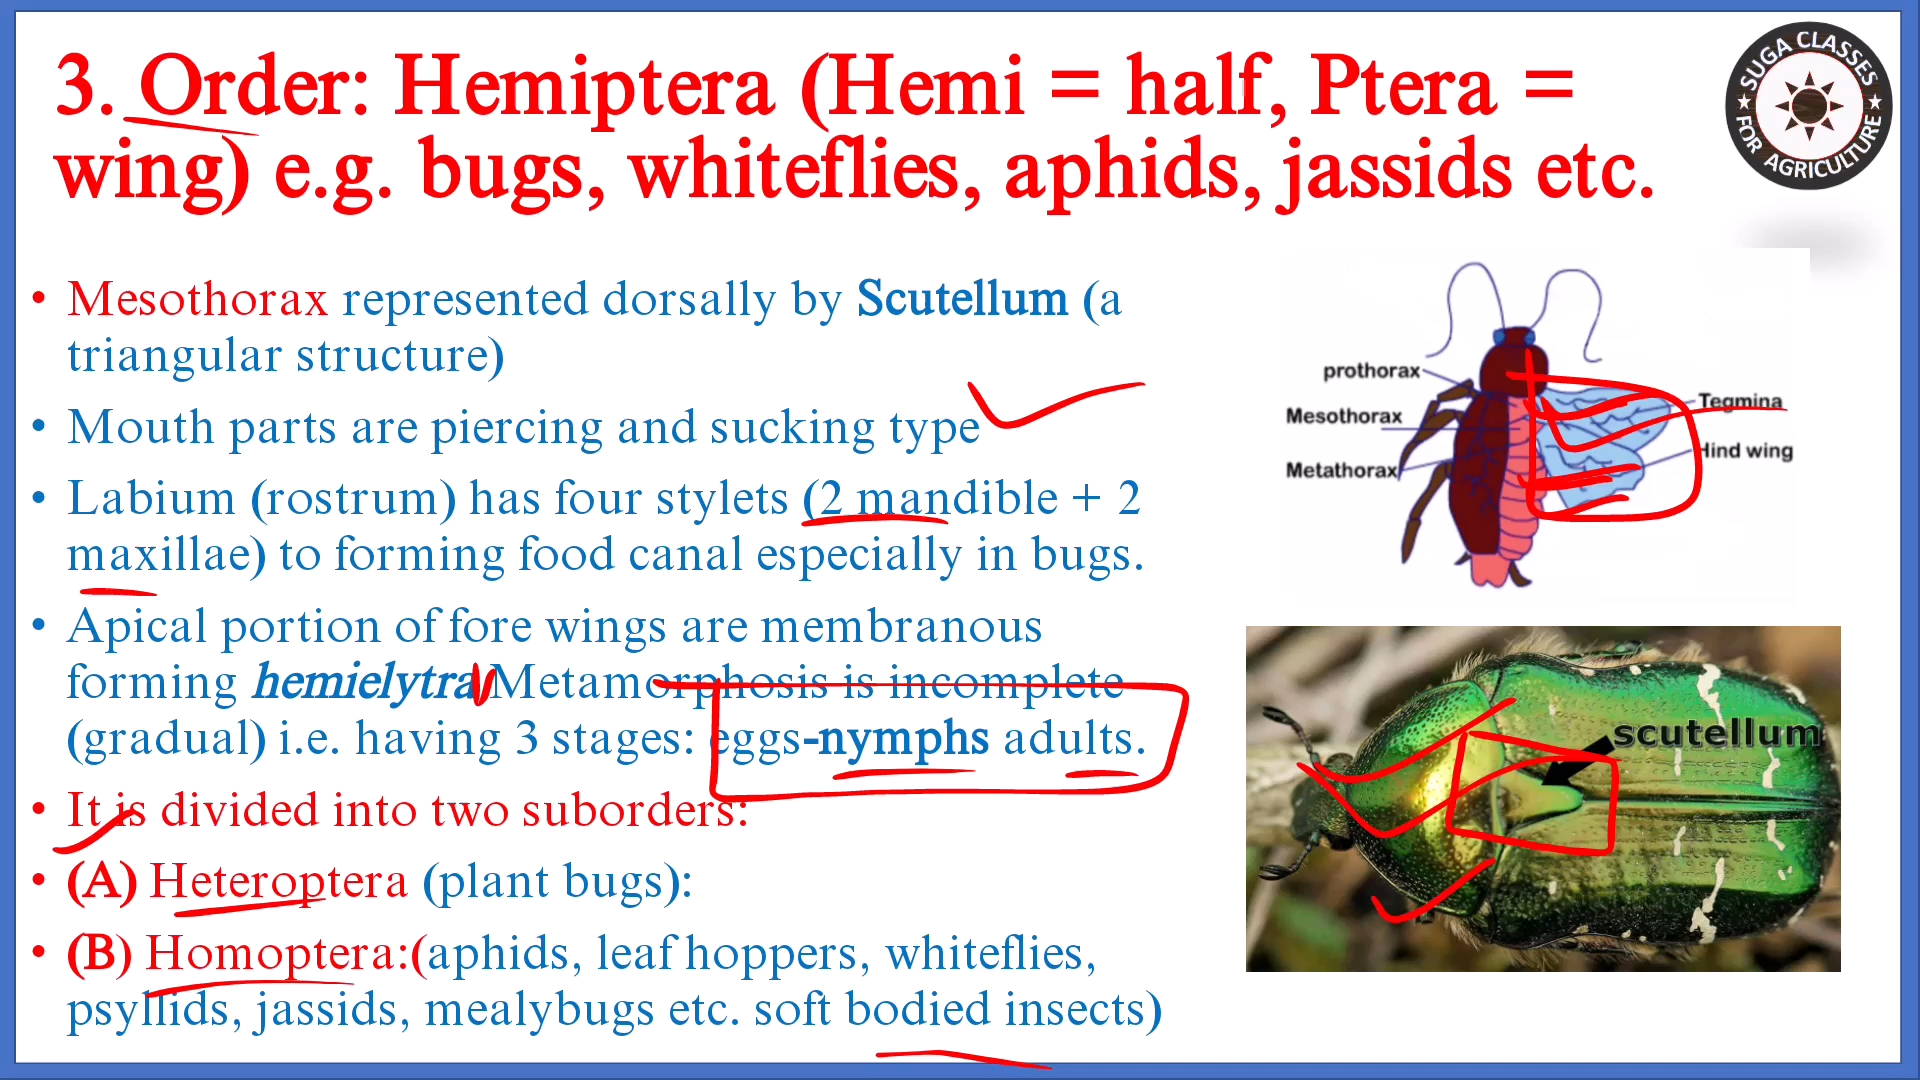 3. Order: Hemiptera (Hemi = half, Ptera =
wing) e.g. bugs, whiteflies, aphids, jassids etc.
SUGA CLASSES
FOR AGRICULTURE
• Mesothorax represented dorsally by Scutellum (a
triangular structure)
• Mouth parts are piercing and sucking type
• Labium (rostrum) has four stylets (2 mandible + 2
maxillae) to forming food canal especially in bugs.
• Apical portion of fore wings are membranous
forming hemielytra Metamorphosis is incomplete
(gradual) i.e. having 3 stages: eggs-nymphs adults.
• It is divided into two suborders:
• (A) Heteroptera (plant bugs):
• (B) Homoptera:(aphids, leaf hoppers, whiteflies,
psyllids, jassids, mealybugs etc. soft bodied insects)
prothorax
Mesothorax
Metathorax
Tegmina
Hind wing
scutellum